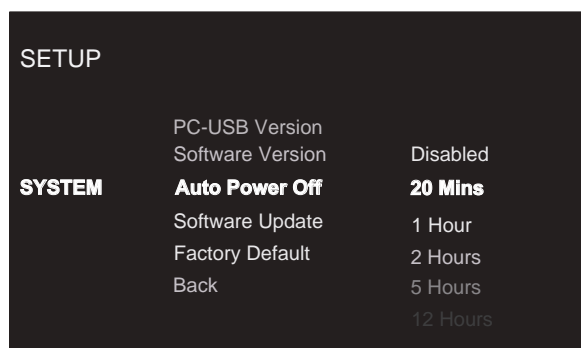 SETUP
PC-USB Version
Software Version Disabled
SYSTEM Auto Power Off 20 Mins
Software Update 1 Hour
Factory Default 2 Hours
Back 5 Hours
12 Hours